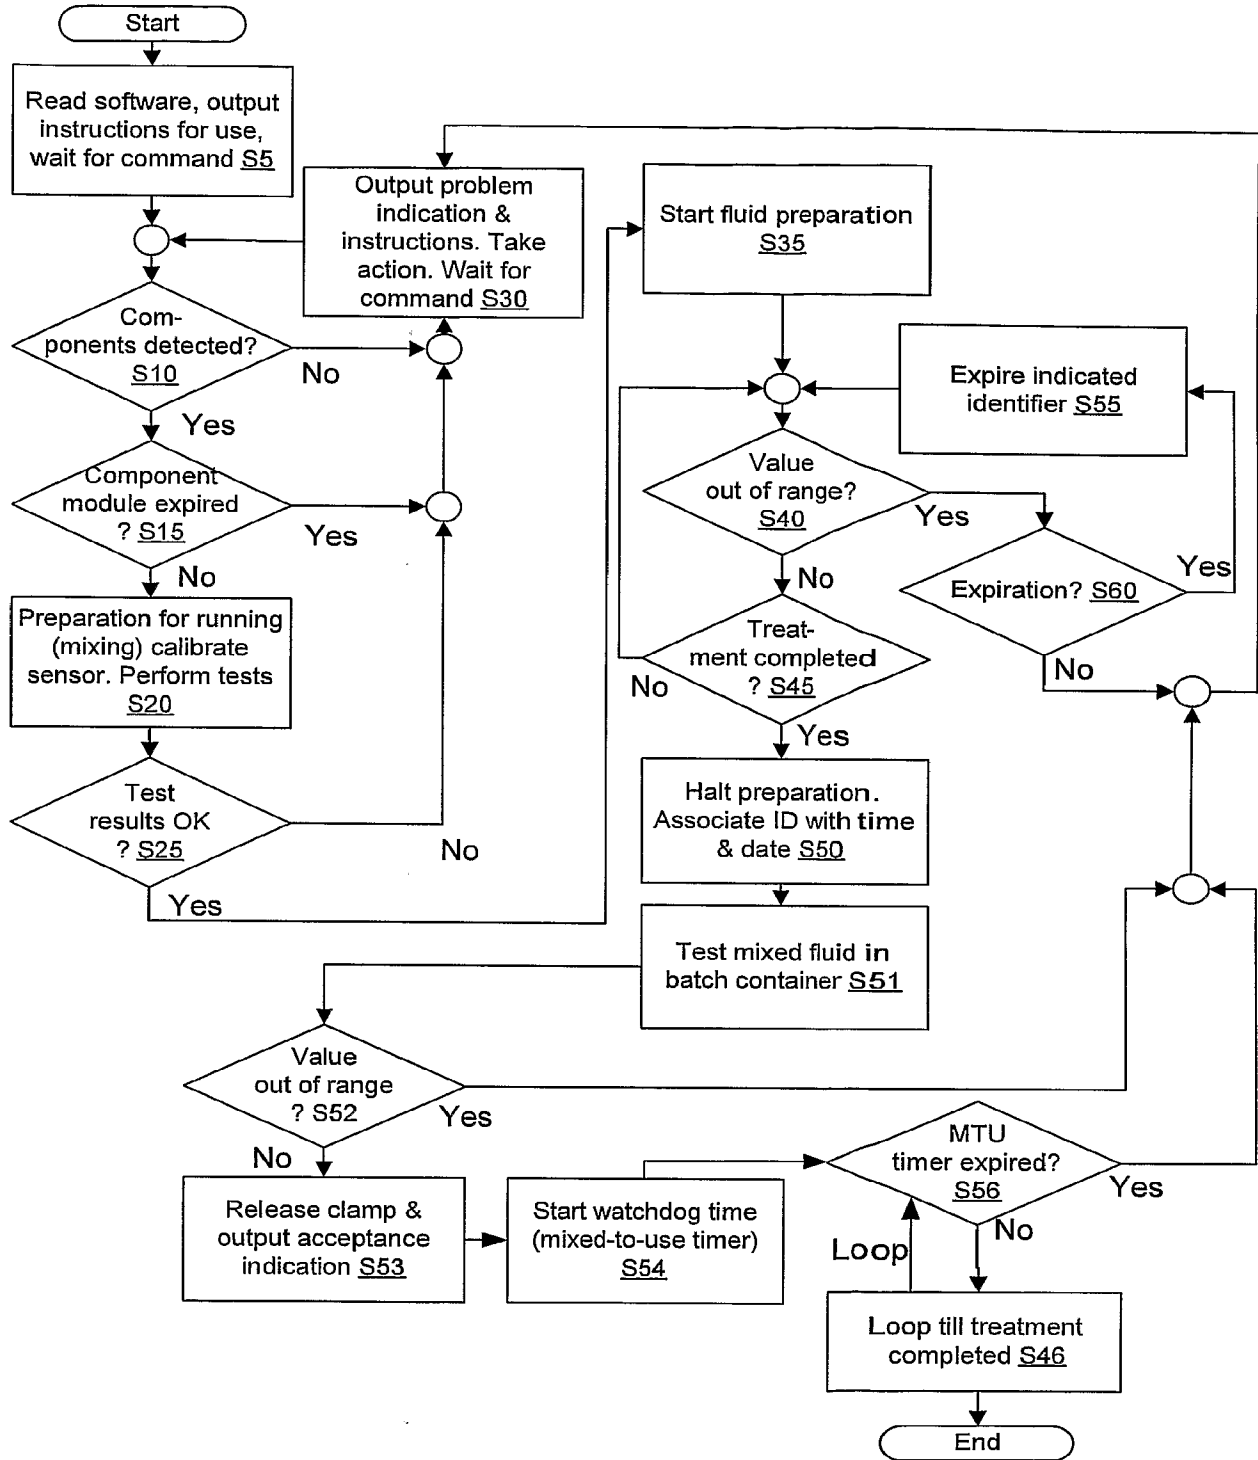 Start
Read software, output
instructions for use,
wait for command S5
Output problem
indication &
instructions. Take
action. Wait for
command S30
Com-
ponents detected?
S10
No
Yes
Component
module expired
? S15
Yes
No
Preparation for running
(mixing) calibrate
sensor. Perform tests
S20
Test
results OK
? S25
No
Yes
Start fluid preparation
S35
Expire indicated
identifier S55
Value
out of range?
S40
Yes
No
Expiration? S60
Yes
No
Treat-
ment completed
? S45
No
Yes
Halt preparation.
Associate ID with time
& date S50
Test mixed fluid in
batch container S51
Value
out of range
? S52
Yes
No
Release clamp &
output acceptance
indication S53
Start watchdog time
(mixed-to-use timer)
S54
MTU
timer expired?
S56
Yes
No
Loop
Loop till treatment
completed S46
End